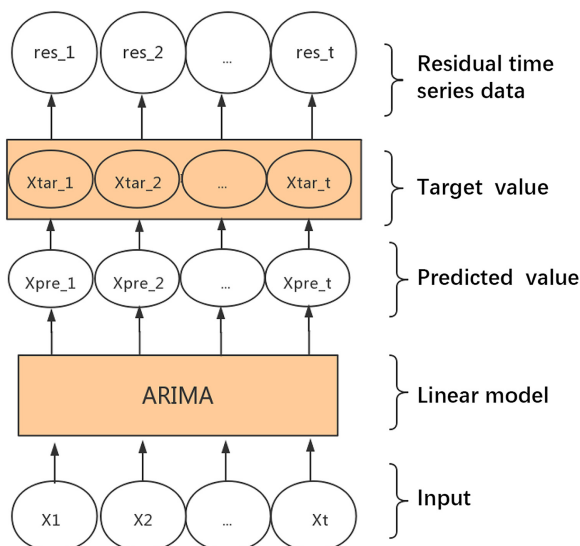 res_1 res_2 ... res_t
Residual time
series data
Xtar_1 Xtar_2 ... Xtar_t
Target value
Xpre_1 Xpre_2 ... Xpre_t
Predicted value
ARIMA
Linear model
X1 X2 ... Xt
Input